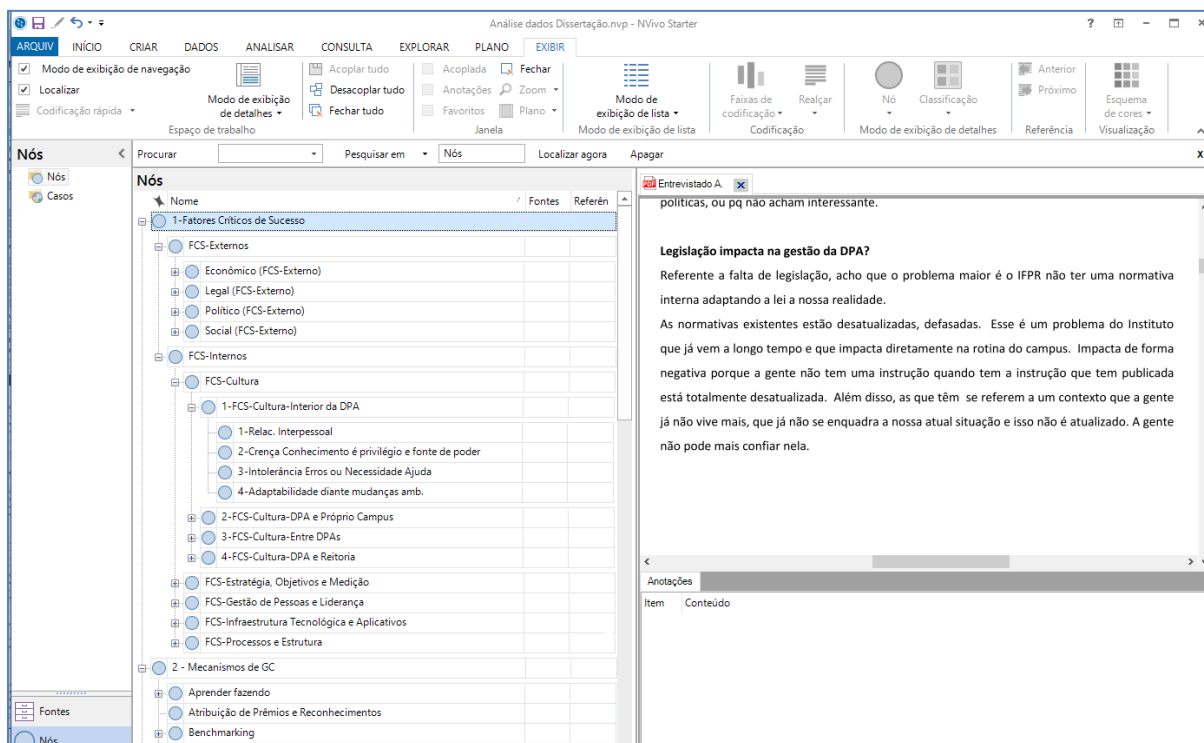 Análise dados Dissertação.nvp - NVivo Starter
ARQUIV INÍCIO CRIAR DADOS ANALISAR CONSULTA EXPLORAR PLANO EXIBIR
Modo de exibição de navegação
Localizar
Codificação rápida
Modo de exibição de detalhes
Espaço de trabalho
Acoplar tudo
Desacoplar tudo
Fechar tudo
Acoplada Fechar
Anotações Zoom
Favoritos Plano
Janela
Modo de exibição de lista
Modo de exibição de lista
Faixas de codificação
Realçar
Codificação
Nó
Classificação
Modo de exibição de detalhes
Anterior
Próximo
Referência
Esquema de cores
Visualização
Nós
Nós
Casos
Fontes
Nós
Procurar Pesquisar em Nós Localizar agora Apagar x
Nós
Nome Fontes Referên
1-Fatores Críticos de Sucesso
FCS-Externos
Econômico (FCS-Externo)
Legal (FCS-Externo)
Político (FCS-Externo)
Social (FCS-Externo)
FCS-Internos
FCS-Cultura
1-FCS-Cultura-Interior da DPA
1-Relac. Interpessoal
2-Crença Conhecimento é privilégio e fonte de poder
3-Intolerância Erros ou Necessidade Ajuda
4-Adaptabilidade diante mudanças amb.
2-FCS-Cultura-DPA e Próprio Campus
3-FCS-Cultura-Entre DPAs
4-FCS-Cultura-DPA e Reitoria
FCS-Estratégia, Objetivos e Medição
FCS-Gestão de Pessoas e Liderança
FCS-Infraestrutura Tecnológica e Aplicativos
FCS-Processos e Estrutura
2 - Mecanismos de GC
Aprender fazendo
Atribuição de Prêmios e Reconhecimentos
Benchmarking
PDF Entrevistado A.
políticas, ou pq não acham interessante.
Legislação impacta na gestão da DPA?
Referente a falta de legislação, acho que o problema maior é o IFPR não ter uma normativa
interna adaptando a lei a nossa realidade.
As normativas existentes estão desatualizadas, defasadas. Esse é um problema do Instituto
que já vem a longo tempo e que impacta diretamente na rotina do campus. Impacta de forma
negativa porque a gente não tem uma instrução quando tem a instrução que tem publicada
está totalmente desatualizada. Além disso, as que têm se referem a um contexto que a gente
já não vive mais, que já não se enquadra a nossa atual situação e isso não é atualizado. A gente
não pode mais confiar nela.
Anotações
Item Conteúdo